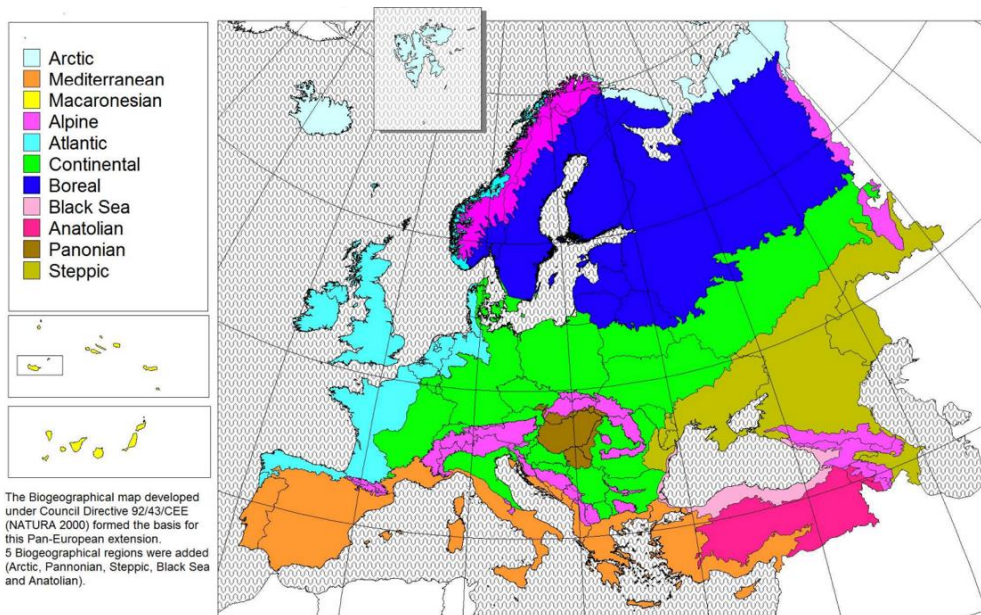 Arctic
Mediterranean
Macaronesian
Alpine
Atlantic
Continental
Boreal
Black Sea
Anatolian
Panonian
Steppic
The Biogeographical map developed
under Council Directive 92/43/CEE
(NATURA 2000) formed the basis for
this Pan-European extension.
5 Biogeographical regions were added
(Arctic, Pannonian, Steppic, Black Sea
and Anatolian).